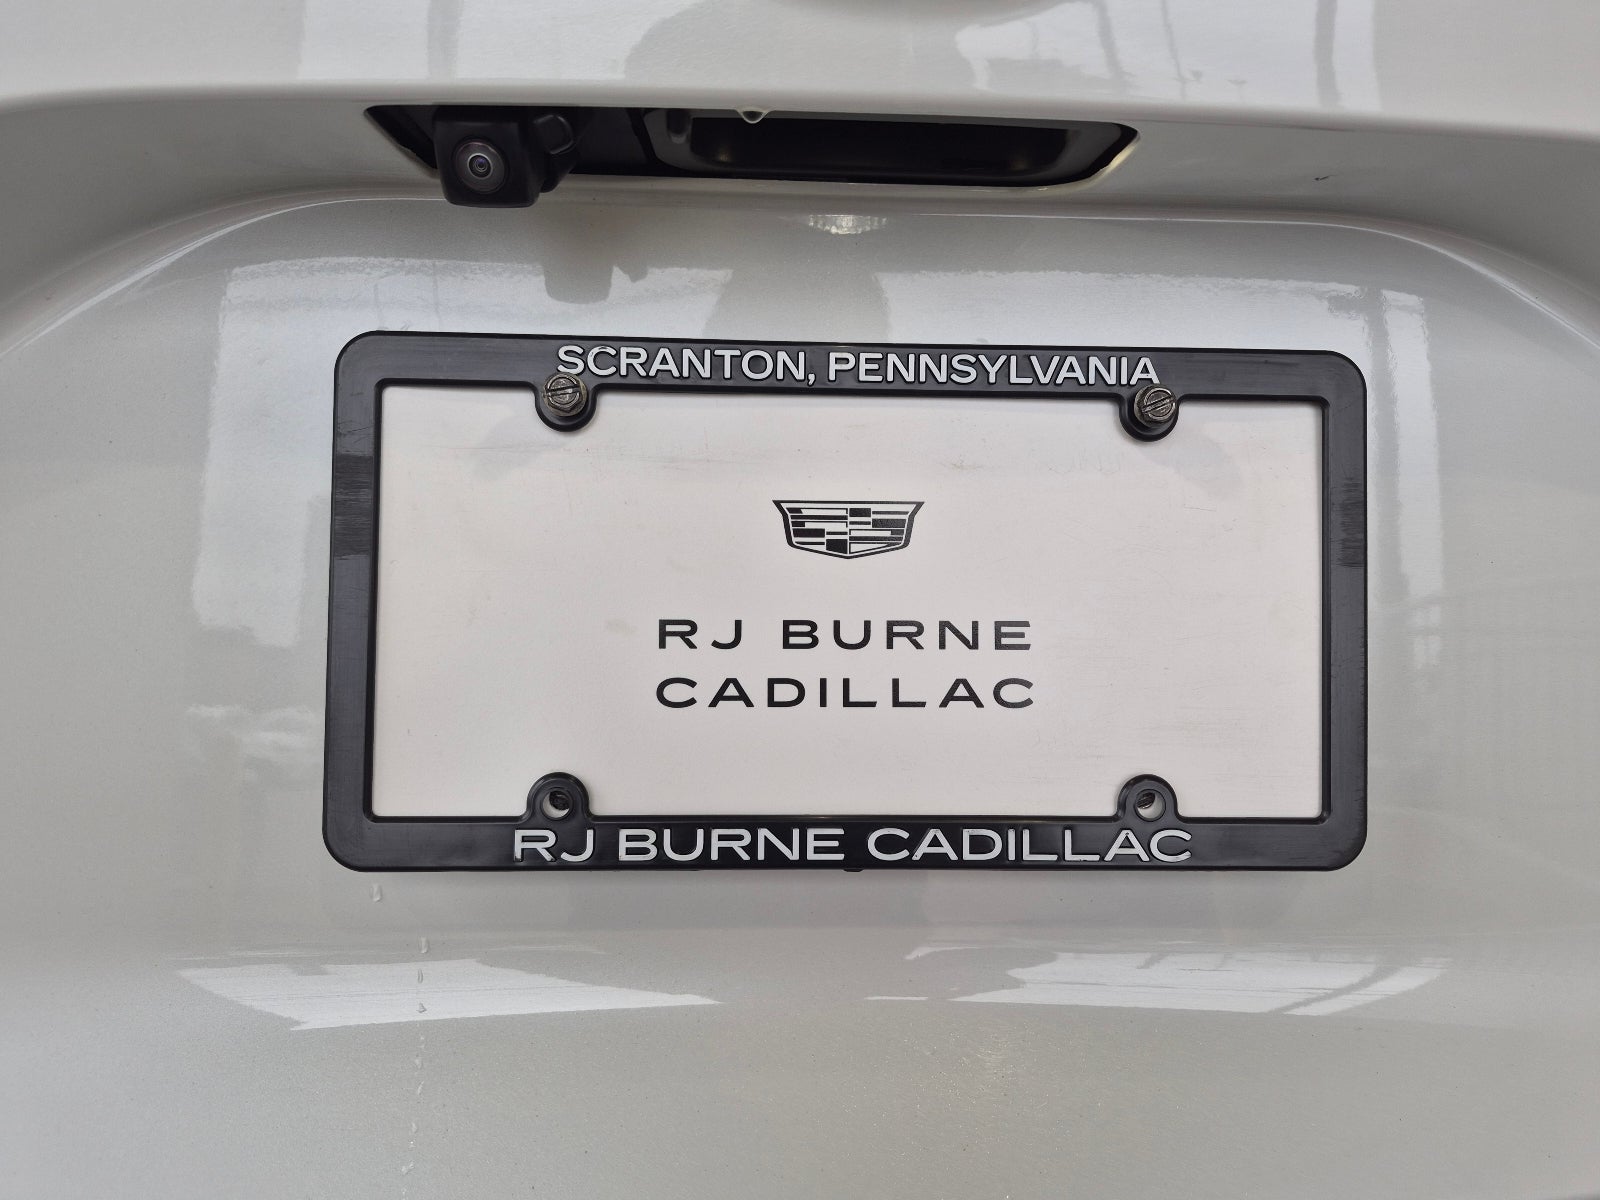 SCRANTON, PENNSYLVANIA
RJ BURNE
CADILLAC
RJ BURNE CADILLAC